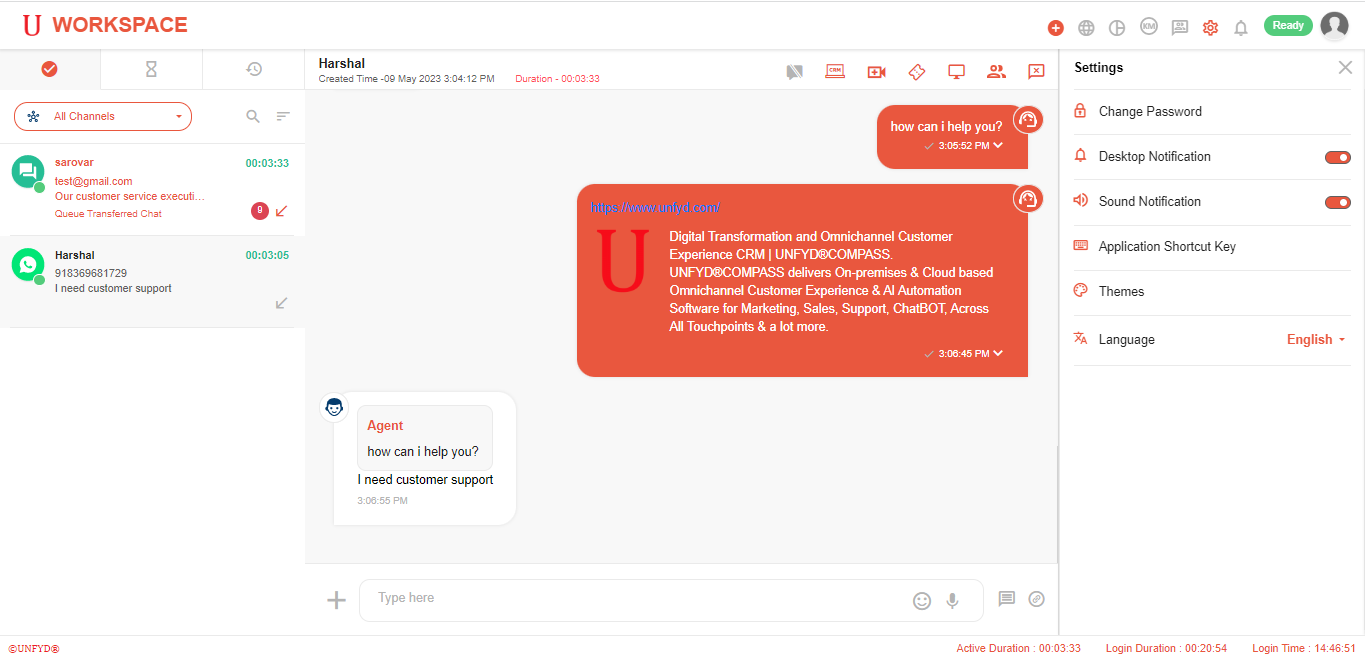 U WORKSPACE
KM
Ready
Harshal
Created Time -09 May 2023 3:04:12 PM
Duration - 00:03:33
CRM
All Channels
sarovar
00:03:33
test@gmail.com
Our customer service executi…
Queue Transferred Chat
9
Harshal
00:03:05
918369681729
I need customer support
how can i help you?
3:05:52 PM
https://www.unfyd.com/
U
Digital Transformation and Omnichannel Customer
Experience CRM | UNFYD®COMPASS.
UNFYD®COMPASS delivers On-premises & Cloud based
Omnichannel Customer Experience & AI Automation
Software for Marketing, Sales, Support, ChatBOT, Across
All Touchpoints & a lot more.
3:06:45 PM
Agent
how can i help you?
I need customer support
3:06:55 PM
Type here
Settings
Change Password
Desktop Notification
Sound Notification
Application Shortcut Key
Themes
Language
English
©UNFYD®
Active Duration : 00:03:33
Login Duration : 00:20:54
Login Time : 14:46:51